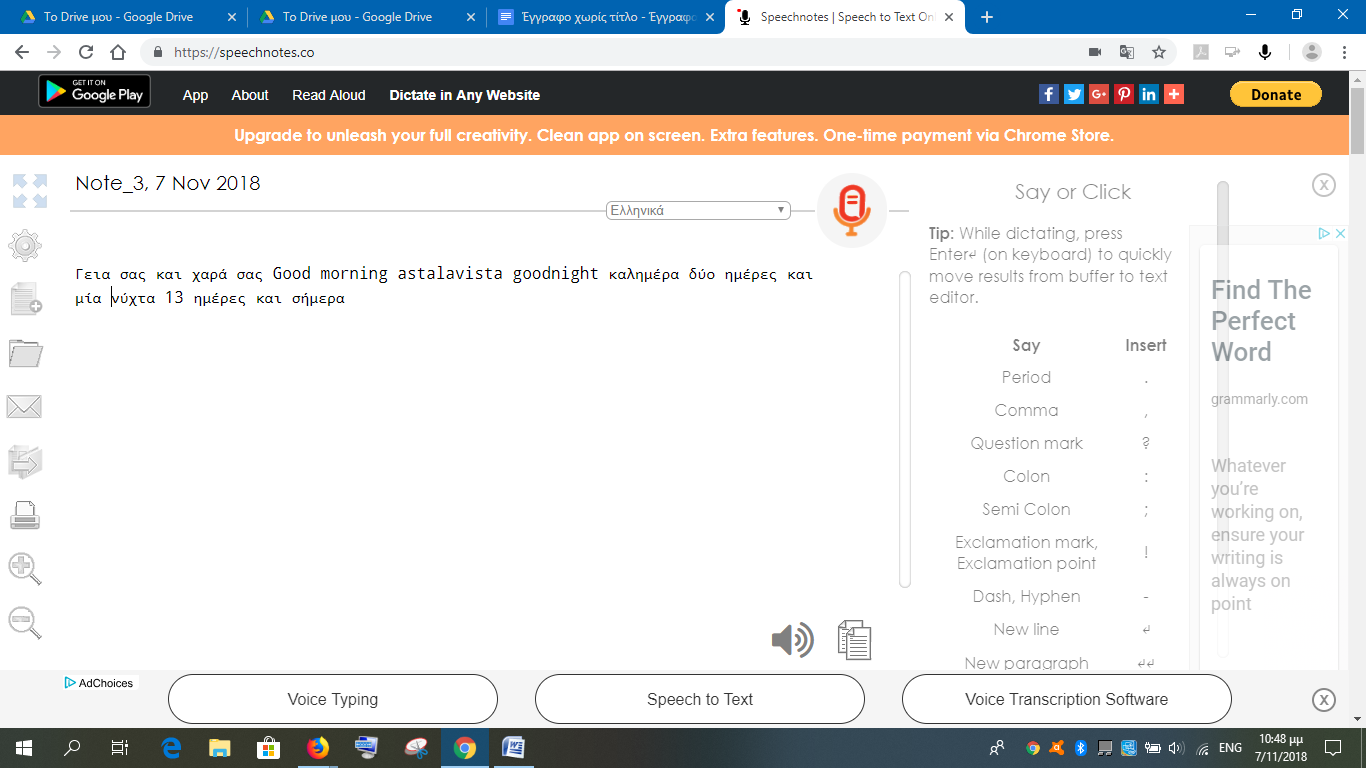 Το Drive μου - Google Drive
Το Drive μου - Google Drive
Έγγραφο χωρίς τίτλο - Έγγραφο
Speechnotes | Speech to Text Onl
https://speechnotes.co
GET IT ON
Google Play
App
About
Read Aloud
Dictate in Any Website
Donate
Upgrade to unleash your full creativity. Clean app on screen. Extra features. One-time payment via Chrome Store.
Note_3, 7 Nov 2018
Ελληνικά
Γεια σας και χαρά σας Good morning astalavista goodnight καλημέρα δύο ημέρες και
μία νύχτα 13 ημέρες και σήμερα
Say or Click
Tip: While dictating, press
Enter↵ (on keyboard) to quickly
move results from buffer to text
editor.
Say Insert
Period .
Comma ,
Question mark ?
Colon :
Semi Colon ;
Exclamation mark,
Exclamation point !
Dash, Hyphen -
New line ↵
New paragraph ↵↵
Find The
Perfect
Word
grammarly.com
Whatever
you're
working on,
ensure your
writing is
always on
point
AdChoices
Voice Typing
Speech to Text
Voice Transcription Software
ENG
10:48 μμ
7/11/2018